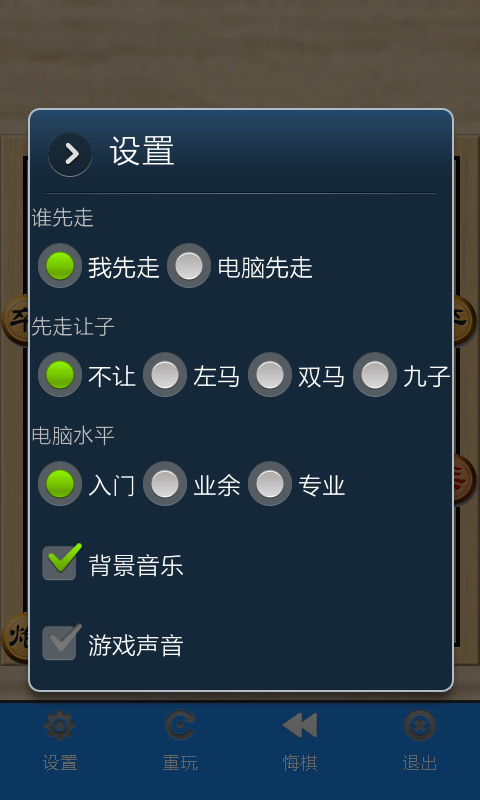 设置
谁先走
我先走 电脑先走
先走让子
不让 左马 双马 九子
电脑水平
入门 业余 专业
背景音乐
游戏声音
设置 重玩 悔棋 退出